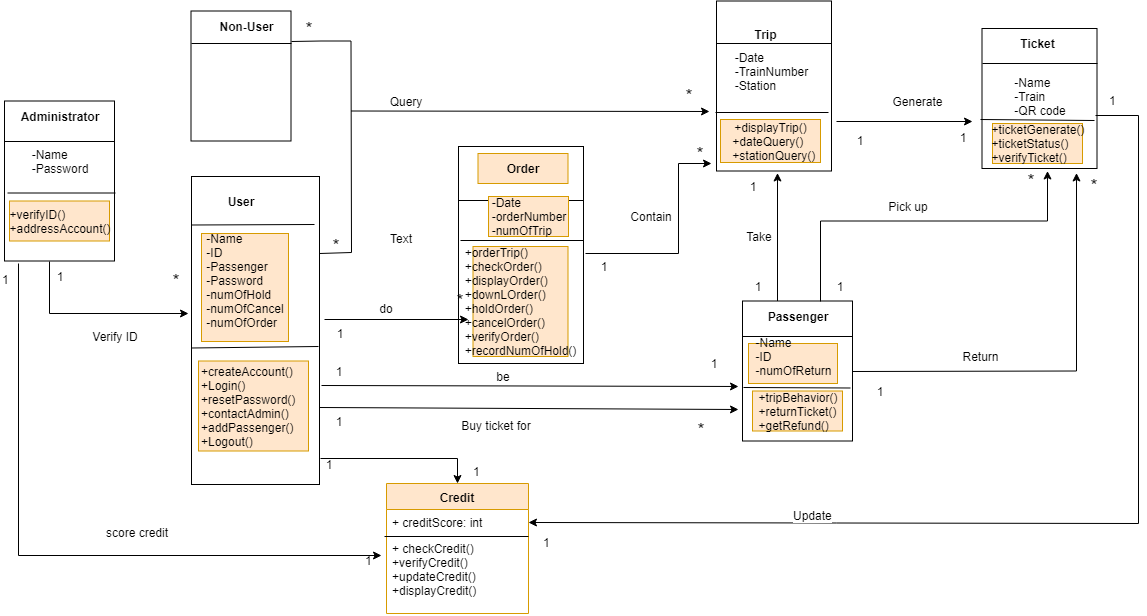 Non-User
*
Trip
-Date
-TrainNumber
-Station
+displayTrip()
+dateQuery()
+stationQuery()
Ticket
-Name
-Train
-QR code
+ticketGenerate()
+ticketStatus()
+verifyTicket()
Administrator
-Name
-Password
+verifyID()
+addressAccount()
Query
*
Generate
1
1
1
User
-Name
-ID
-Passenger
-Password
-numOfHold
-numOfCancel
-numOfOrder
+createAccount()
+Login()
+resetPassword()
+contactAdmin()
+addPassenger()
+Logout()
*
Text
Order
-Date
-orderNumber
-numOfTrip
+orderTrip()
+checkOrder()
+displayOrder()
+downLOrder()
+holdOrder()
+cancelOrder()
+verifyOrder()
+recordNumOfHold()
*
Contain
1
1
Take
1
Pick up
1
*
*
1
1
*
Verify ID
do
*
1
Passenger
-Name
-ID
-numOfReturn
+tripBehavior()
+returnTicket()
+getRefund()
Return
1
1
be
1
1
Buy ticket for
*
1
1
Credit
+ creditScore: int
+ checkCredit()
+verifyCredit()
+updateCredit()
+displayCredit()
Update
1
score credit
1